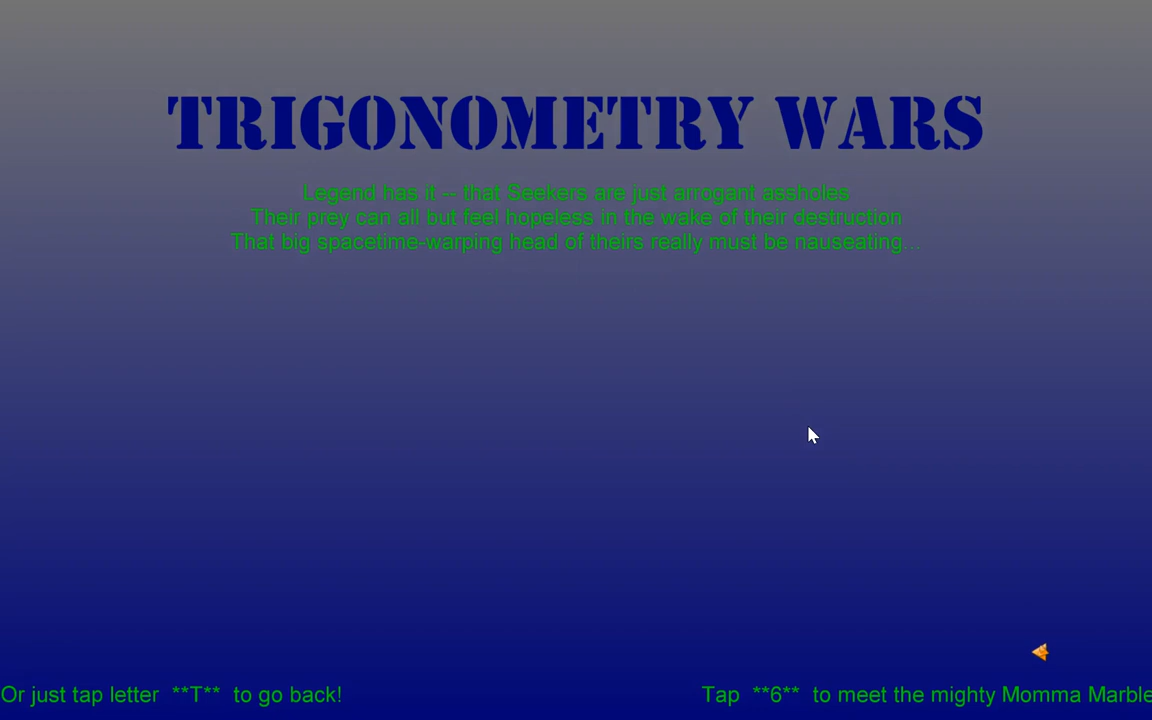 TRIGONOMETRY WARS
Legend has it -- that Seekers are just arrogant assholes
Their prey can all but feel hopeless in the wake of their destruction
That big spacetime-warping head of theirs really must be nauseating...
Or just tap letter **T** to go back!
Tap **6** to meet the mighty Momma Marble